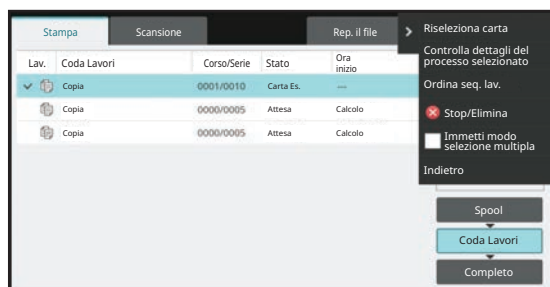 Stampa Scansione Rep. il file
Lav. Coda Lavori Corso/Serie Stato Ora inizio
Copia 0001/0010 Carta Es. ---
Copia 0000/0005 Attesa Calcolo
Copia 0000/0005 Attesa Calcolo
Riseleziona carta
Controlla dettagli del
processo selezionato
Ordina seq. lav.
Stop/Elimina
Immetti modo
selezione multipla
Indietro
Spool
Coda Lavori
Completo